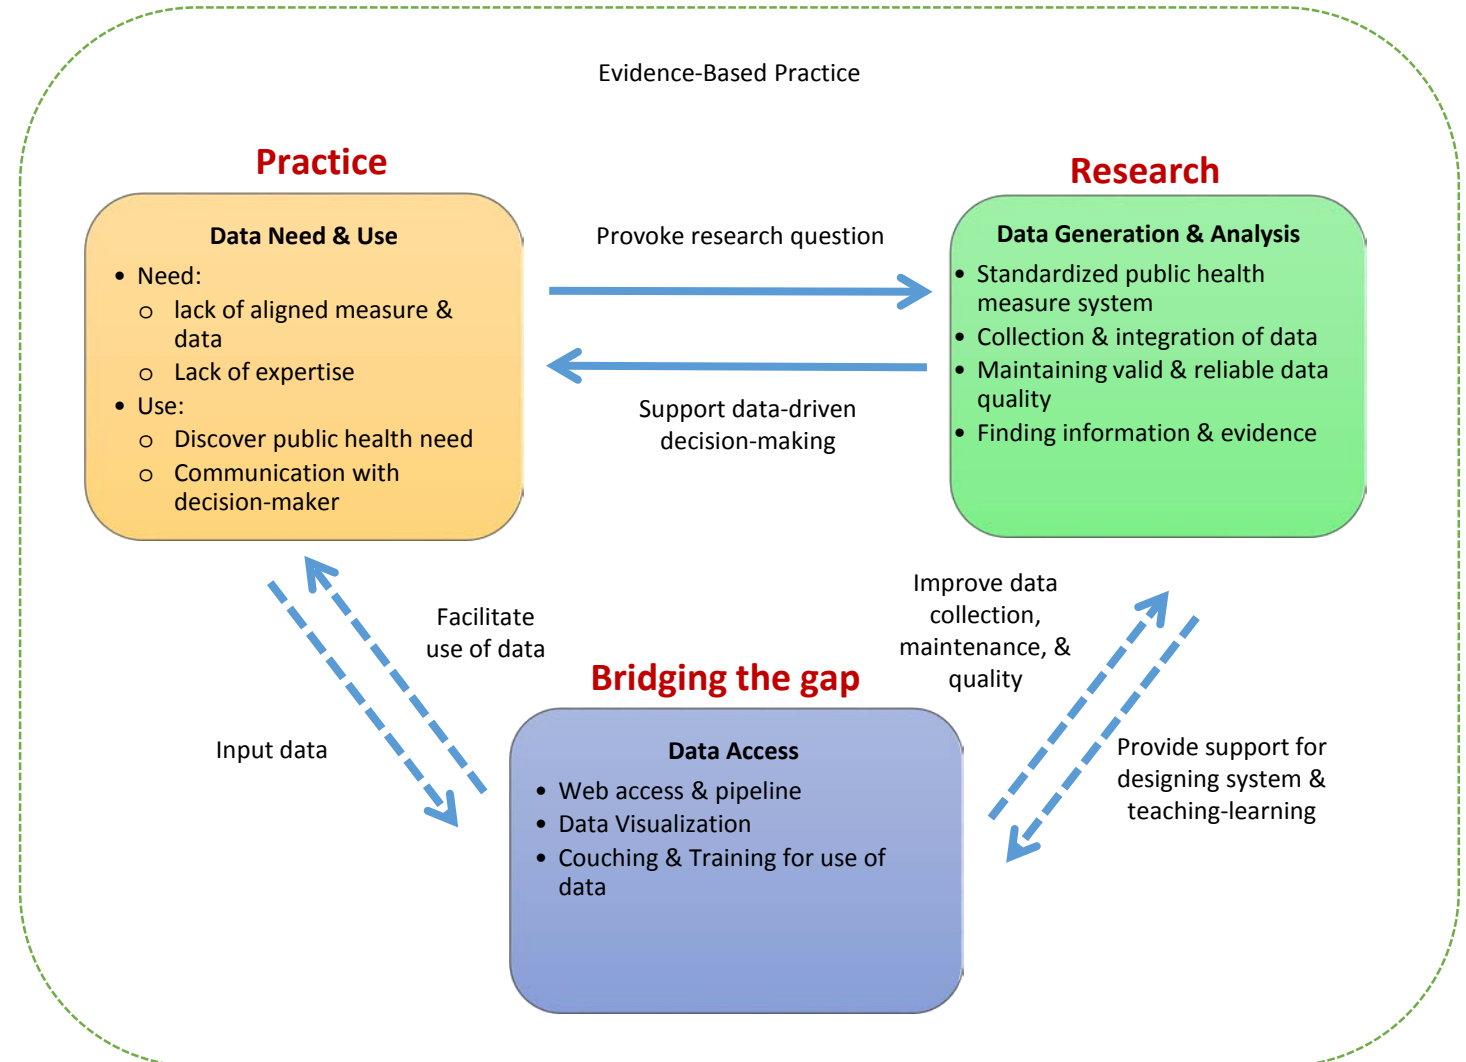 Evidence-Based Practice
Practice
Data Need & Use
• Need:
o lack of aligned measure &
data
o Lack of expertise
• Use:
o Discover public health need
o Communication with
decision-maker
Provoke research question
Support data-driven
decision-making
Research
Data Generation & Analysis
• Standardized public health
measure system
• Collection & integration of data
• Maintaining valid & reliable data
quality
• Finding information & evidence
Facilitate
use of data
Input data
Improve data
collection,
maintenance, &
quality
Provide support for
designing system &
teaching-learning
Bridging the gap
Data Access
• Web access & pipeline
• Data Visualization
• Couching & Training for use of
data